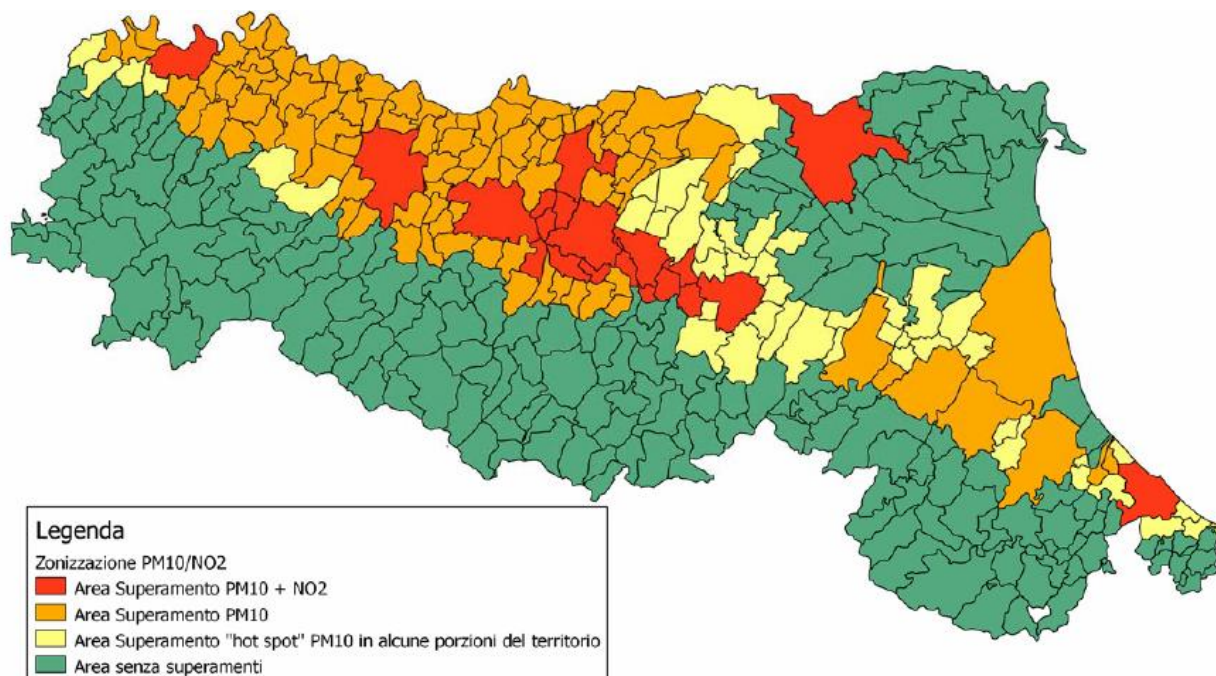 Legenda
Zonizzazione PM10/NO2
Area Superamento PM10 + NO2
Area Superamento PM10
Area Superamento "hot spot" PM10 in alcune porzioni del territorio
Area senza superamenti